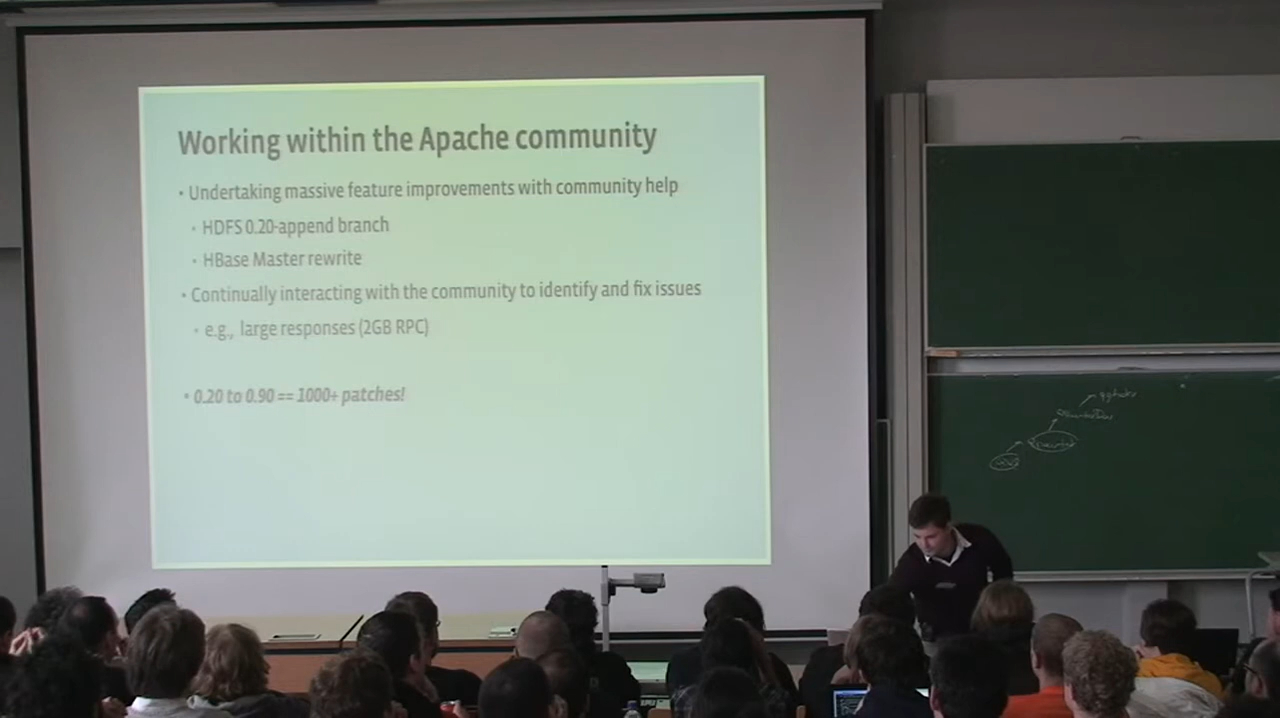 Working within the Apache community
• Undertaking massive feature improvements with community help
• HDFS 0.20-append branch
• HBase Master rewrite
• Continually interacting with the community to identify and fix issues
• e.g., large responses (2GB RPC)
• 0.20 to 0.90 == 1000+ patches!